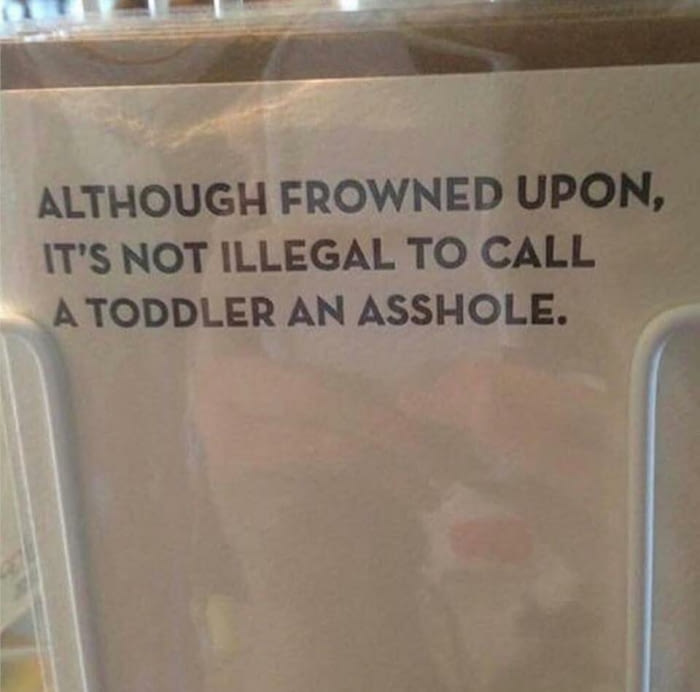 ALTHOUGH FROWNED UPON,
IT'S NOT ILLEGAL TO CALL
A TODDLER AN ASSHOLE.